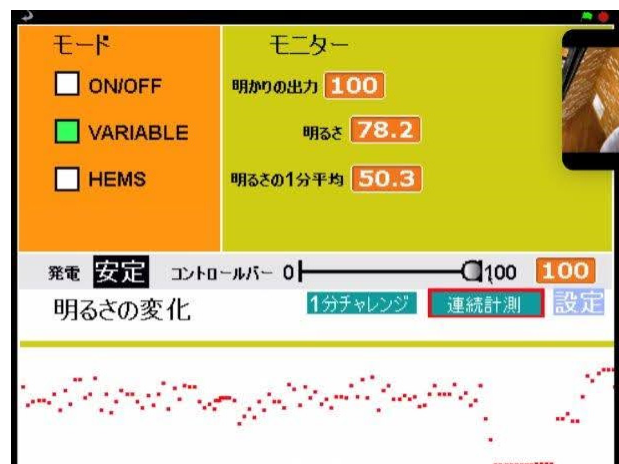 モード
ON/OFF
VARIABLE
HEMS
モニター
明かりの出力 100
明るさ 78.2
明るさの1分平均 50.3
発電 安定 コントロールバー 0 100 100
明るさの変化 1分チャレンジ 連続計測 設定